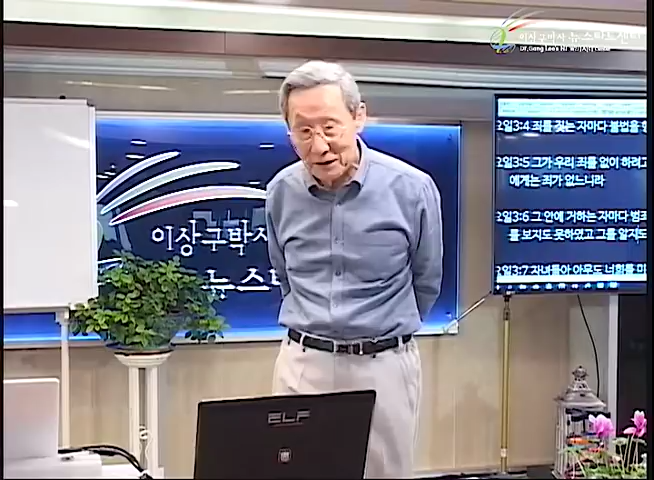 이상구박사 뉴스타트센터
이상구박사
뉴스
요일3:4 죄를 짓는 자마다 불법을
요일3:5 그가 우리 죄를 없이 하려고
에게는 죄가 없느니라
요일3:6 그 안에 거하는 자마다 범죄
를 보지도 못하였고 그를 알지도
요일3:7 자녀들아 아무도 너희를 미
ELF